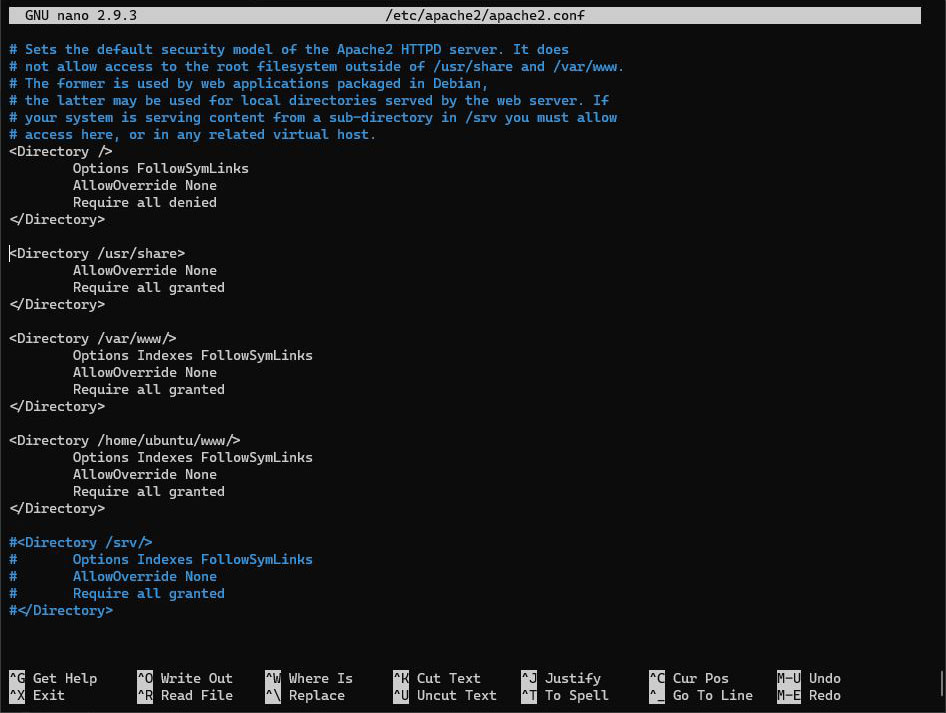 GNU nano 2.9.3 /etc/apache2/apache2.conf
# Sets the default security model of the Apache2 HTTPD server. It does
# not allow access to the root filesystem outside of /usr/share and /var/www.
# The former is used by web applications packaged in Debian,
# the latter may be used for local directories served by the web server. If
# your system is serving content from a sub-directory in /srv you must allow
# access here, or in any related virtual host.
<Directory />
        Options FollowSymLinks
        AllowOverride None
        Require all denied
</Directory>
<Directory /usr/share>
        AllowOverride None
        Require all granted
</Directory>
<Directory /var/www/>
        Options Indexes FollowSymLinks
        AllowOverride None
        Require all granted
</Directory>
<Directory /home/ubuntu/www/>
        Options Indexes FollowSymLinks
        AllowOverride None
        Require all granted
</Directory>
#<Directory /srv/>
#       Options Indexes FollowSymLinks
#       AllowOverride None
#       Require all granted
#</Directory>
^G Get Help ^O Write Out ^W Where Is ^K Cut Text ^J Justify ^C Cur Pos M-U Undo
^X Exit ^R Read File ^\ Replace ^U Uncut Text ^T To Spell ^_ Go To Line M-E Redo